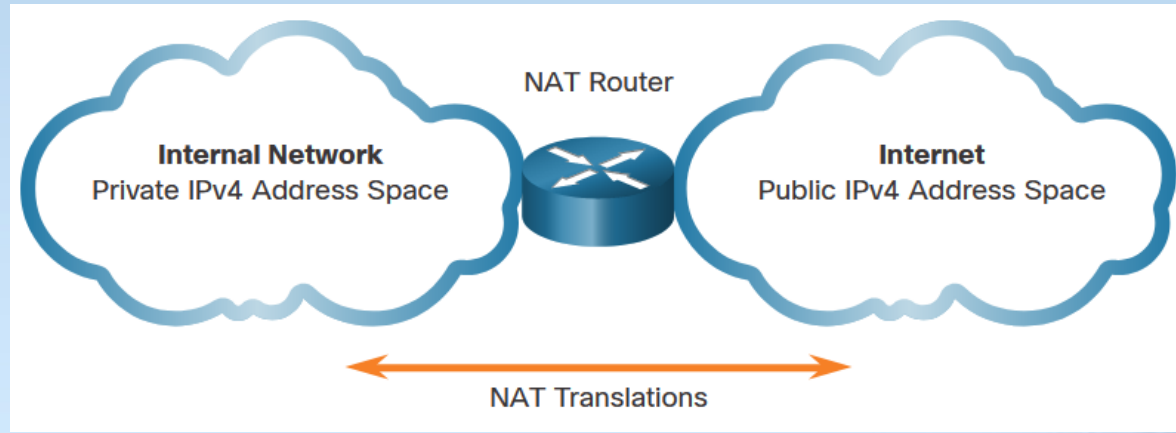 NAT Router
Internal Network
Private IPv4 Address Space
Internet
Public IPv4 Address Space
NAT Translations